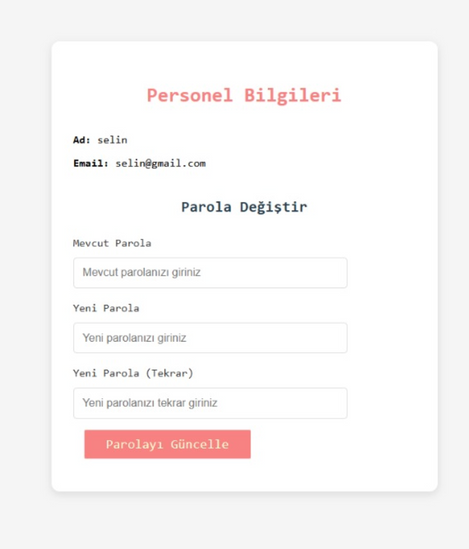 Personel Bilgileri
Ad: selin
Email: selin@gmail.com
Parola Değiştir
Mevcut Parola
Mevcut parolanızı giriniz
Yeni Parola
Yeni parolanızı giriniz
Yeni Parola (Tekrar)
Yeni parolanızı tekrar giriniz
Parolayı Güncelle